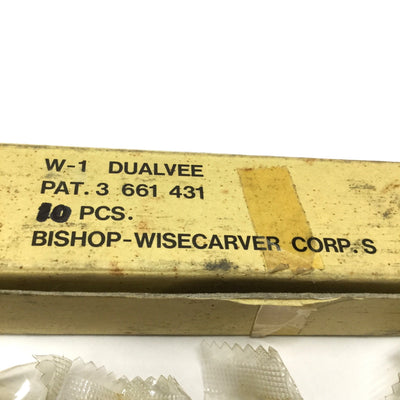 W-1 DUALVEE
PAT. 3 661 431
10 PCS.
BISHOP-WISECARVER CORP. S